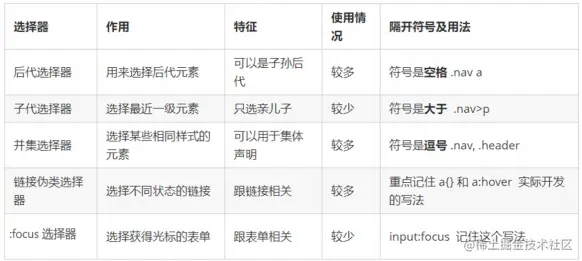 选择器 作用 特征 使用情况 隔开符号及用法
后代选择器 用来选择后代元素 可以是子孙后代 较多 符号是空格 .nav a
子代选择器 选择最近一级元素 只选亲儿子 较少 符号是大于 .nav>p
并集选择器 选择某些相同样式的元素 可以用于集体声明 较多 符号是逗号 .nav, .header
链接伪类选择器 选择不同状态的链接 跟链接相关 较多 重点记住 a{} 和 a:hover 实际开发的写法
:focus 选择器 选择获得光标的表单 跟表单相关 较少 input:focus 记住这个写法
@稀土掘金技术社区